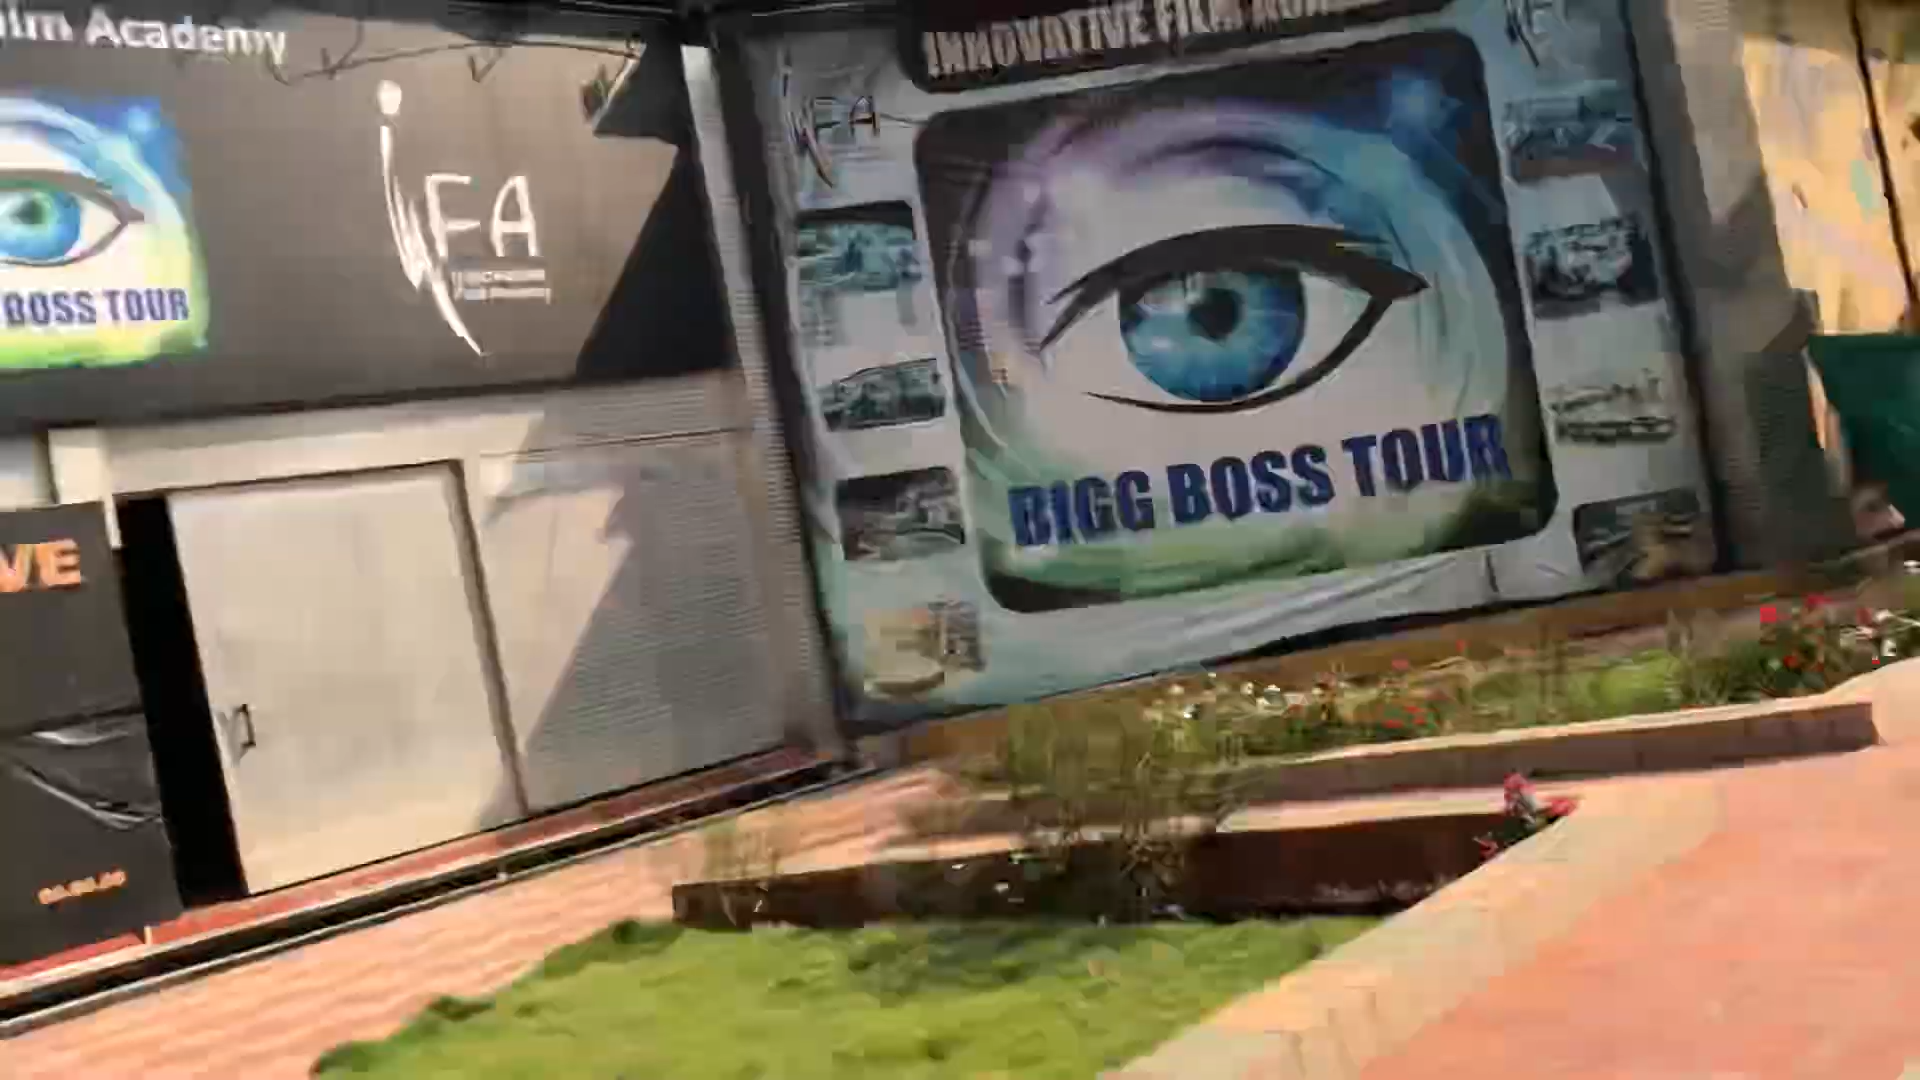 ilm Academy
BOSS TOUR
iFA
VE
INNOVATIVE FILM
iFA
BIGG BOSS TOUR